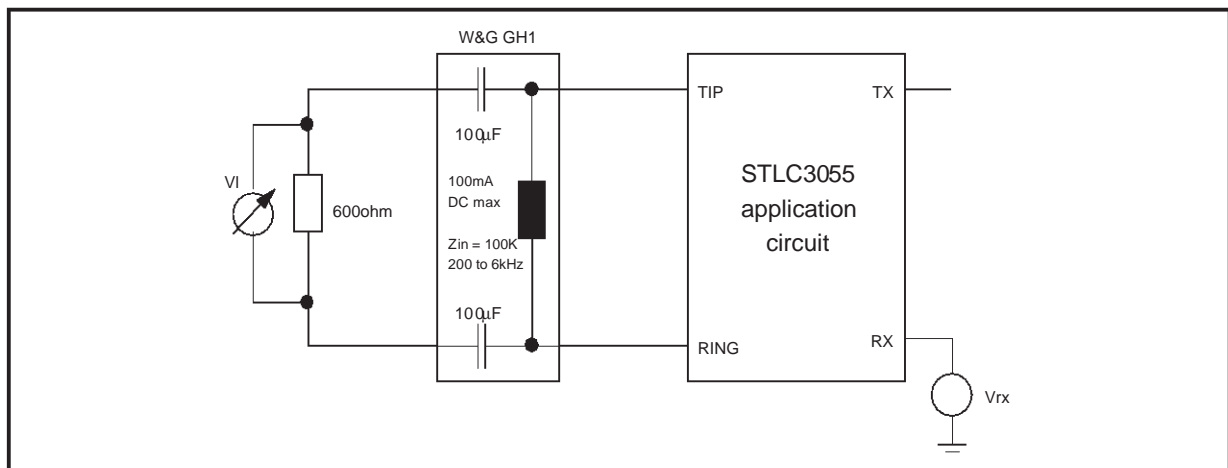 W&G GH1
TIP
TX
100μF
VI
600ohm
100mA
DC max
Zin = 100K
200 to 6kHz
STLC3055
application
circuit
100μF
RING
RX
Vrx